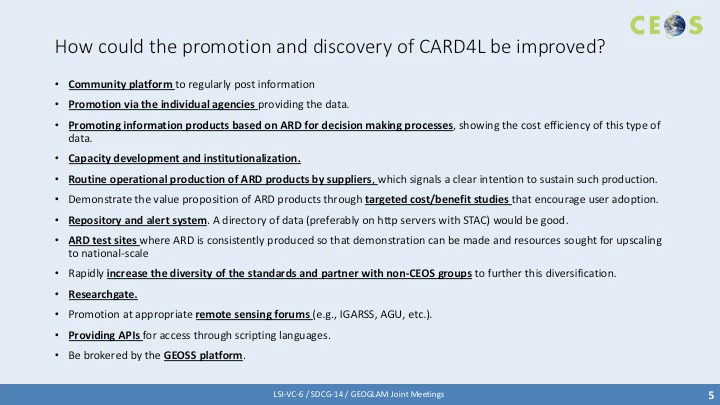 CEOS
How could the promotion and discovery of CARD4L be improved?
• Community platform to regularly post information
• Promotion via the individual agencies providing the data.
• Promoting information products based on ARD for decision making processes, showing the cost efficiency of this type of
data.
• Capacity development and institutionalization.
• Routine operational production of ARD products by suppliers, which signals a clear intention to sustain such production.
• Demonstrate the value proposition of ARD products through targeted cost/benefit studies that encourage user adoption.
• Repository and alert system. A directory of data (preferably on http servers with STAC) would be good.
• ARD test sites where ARD is consistently produced so that demonstration can be made and resources sought for upscaling
to national-scale
• Rapidly increase the diversity of the standards and partner with non-CEOS groups to further this diversification.
• Researchgate.
• Promotion at appropriate remote sensing forums (e.g., IGARSS, AGU, etc.).
• Providing APIs for access through scripting languages.
• Be brokered by the GEOSS platform.
LSI-VC-6 / SDCG-14 / GEOGLAM Joint Meetings
5